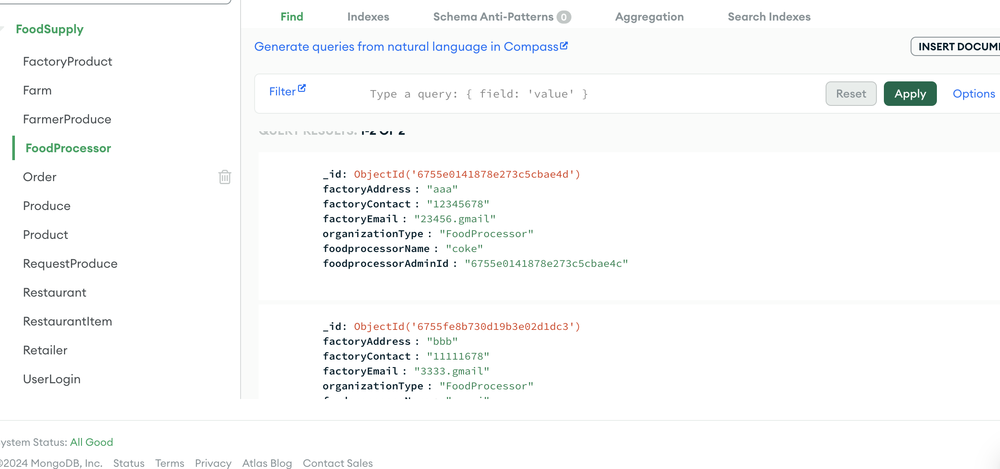 FoodSupply
FactoryProduct
Farm
FarmerProduce
FoodProcessor
Order
Produce
Product
RequestProduce
Restaurant
RestaurantItem
Retailer
UserLogin
Find Indexes Schema Anti-Patterns 0 Aggregation Search Indexes
Generate queries from natural language in Compass
INSERT DOCUM
Filter Type a query: { field: 'value' } Reset Apply Options
QUERY RESULTS: 1-2 OF 2
_id: ObjectId('6755e0141878e273c5cbae4d')
factoryAddress : "aaa"
factoryContact : "12345678"
factoryEmail : "23456.gmail"
organizationType : "FoodProcessor"
foodprocessorName : "coke"
foodprocessorAdminId : "6755e0141878e273c5cbae4c"
_id: ObjectId('6755fe8b730d19b3e02d1dc3')
factoryAddress : "bbb"
factoryContact : "11111678"
factoryEmail : "3333.gmail"
organizationType : "FoodProcessor"
ystem Status: All Good
©2024 MongoDB, Inc. Status Terms Privacy Atlas Blog Contact Sales